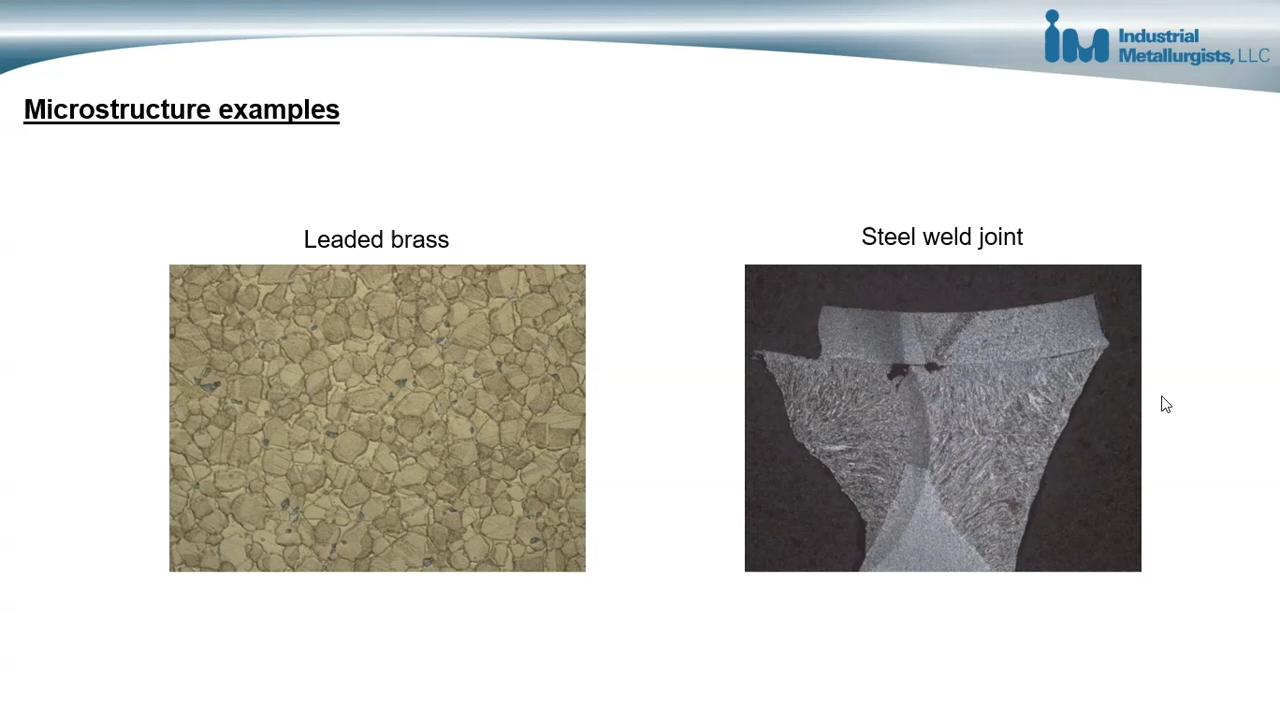 Industrial
Metallurgists, LLC
Microstructure examples
Leaded brass
Steel weld joint